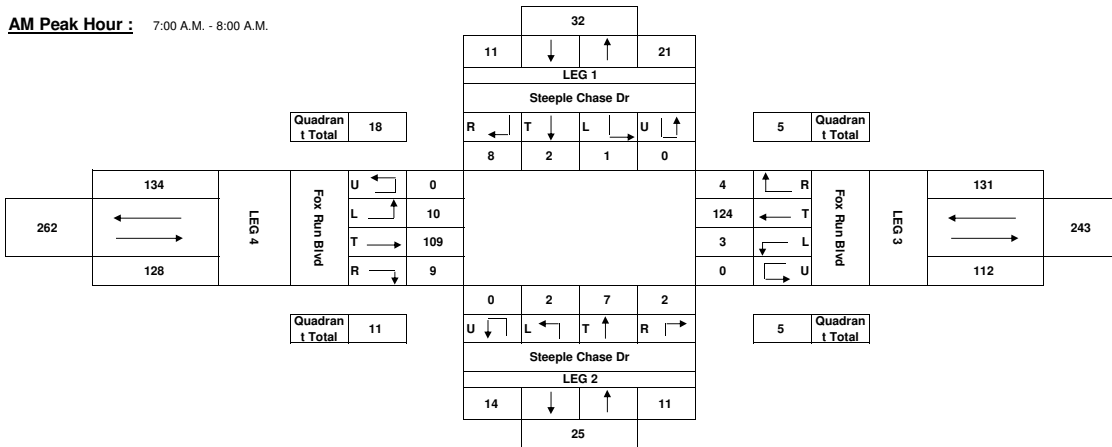 AM Peak Hour : 7:00 A.M. - 8:00 A.M.
32
11 21
LEG 1
Steeple Chase Dr
Quadran
t Total 18
R T L U
5 Quadran
t Total
8 2 1 0
134
262
128
LEG 4
Fox Run Blvd
U 0
L 10
T 109
R 9
4 R
124 T
3 L
0 U
Fox Run Blvd
LEG 3
131
243
112
0 2 7 2
Quadran
t Total 11
U L T R
5 Quadran
t Total
Steeple Chase Dr
LEG 2
14 11
25